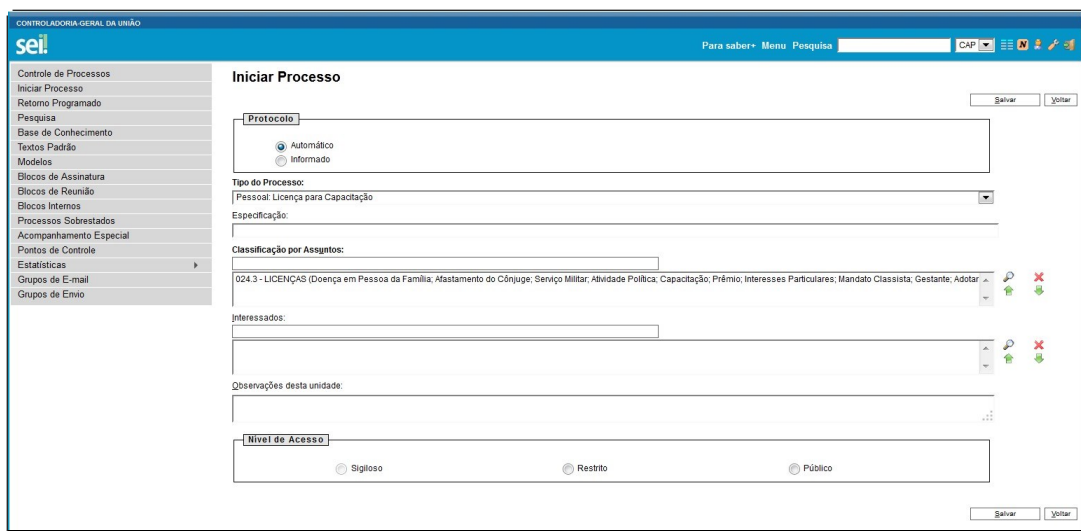 CONTROLADORIA-GERAL DA UNIÃO
sei!
Para saber+ Menu Pesquisa
CAP
N
Controle de Processos
Iniciar Processo
Retorno Programado
Pesquisa
Base de Conhecimento
Textos Padrão
Modelos
Blocos de Assinatura
Blocos de Reunião
Blocos Internos
Processos Sobrestados
Acompanhamento Especial
Pontos de Controle
Estatísticas
Grupos de E-mail
Grupos de Envio
Iniciar Processo
Salvar Voltar
Protocolo
Automático
Informado
Tipo do Processo:
Pessoal: Licença para Capacitação
Especificação:
Classificação por Assuntos:
024.3 - LICENÇAS (Doença em Pessoa da Família; Afastamento do Cônjuge; Serviço Militar; Atividade Política; Capacitação; Prêmio; Interesses Particulares; Mandato Classista; Gestante; Adotar
Interessados:
Observações desta unidade:
Nível de Acesso
Sigiloso Restrito Público
Salvar Voltar